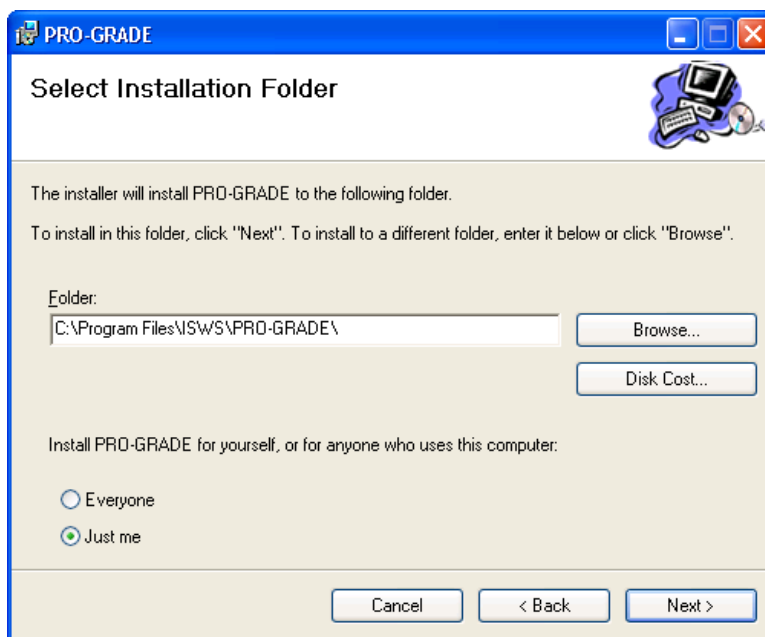 PRO-GRADE
Select Installation Folder
The installer will install PRO-GRADE to the following folder.
To install in this folder, click "Next". To install to a different folder, enter it below or click "Browse".
Folder:
C:\Program Files\ISWS\PRO-GRADE\
Browse...
Disk Cost...
Install PRO-GRADE for yourself, or for anyone who uses this computer:
Everyone
Just me
Cancel
< Back
Next >